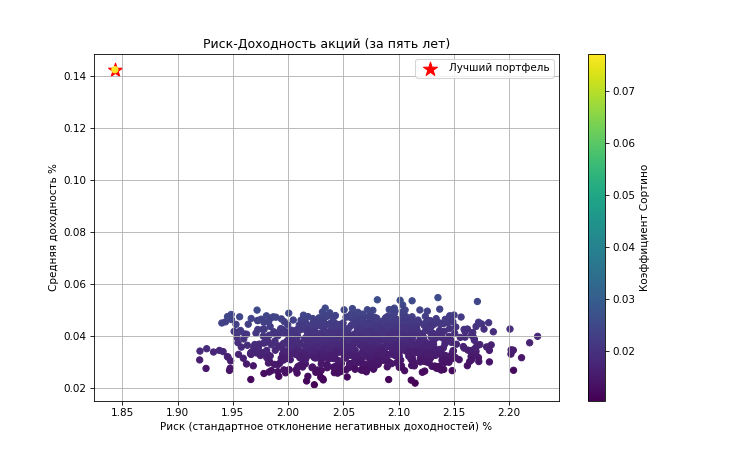 Риск-Доходность акций (за пять лет)
Лучший портфель
0.14
0.12
0.10
0.08
0.06
0.04
0.02
Средняя доходность %
1.85 1.90 1.95 2.00 2.05 2.10 2.15 2.20
Риск (стандартное отклонение негативных доходностей) %
0.07
0.06
0.05
0.04
0.03
0.02
Коэффициент Сортино